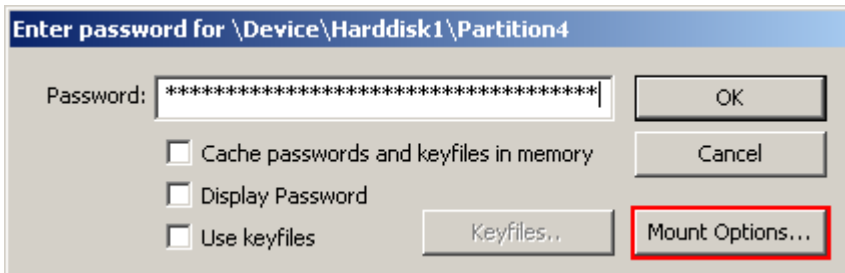 Enter password for \Device\Harddisk1\Partition4
Password: ************************************
OK
Cache passwords and keyfiles in memory
Cancel
Display Password
Use keyfiles
Keyfiles..
Mount Options...